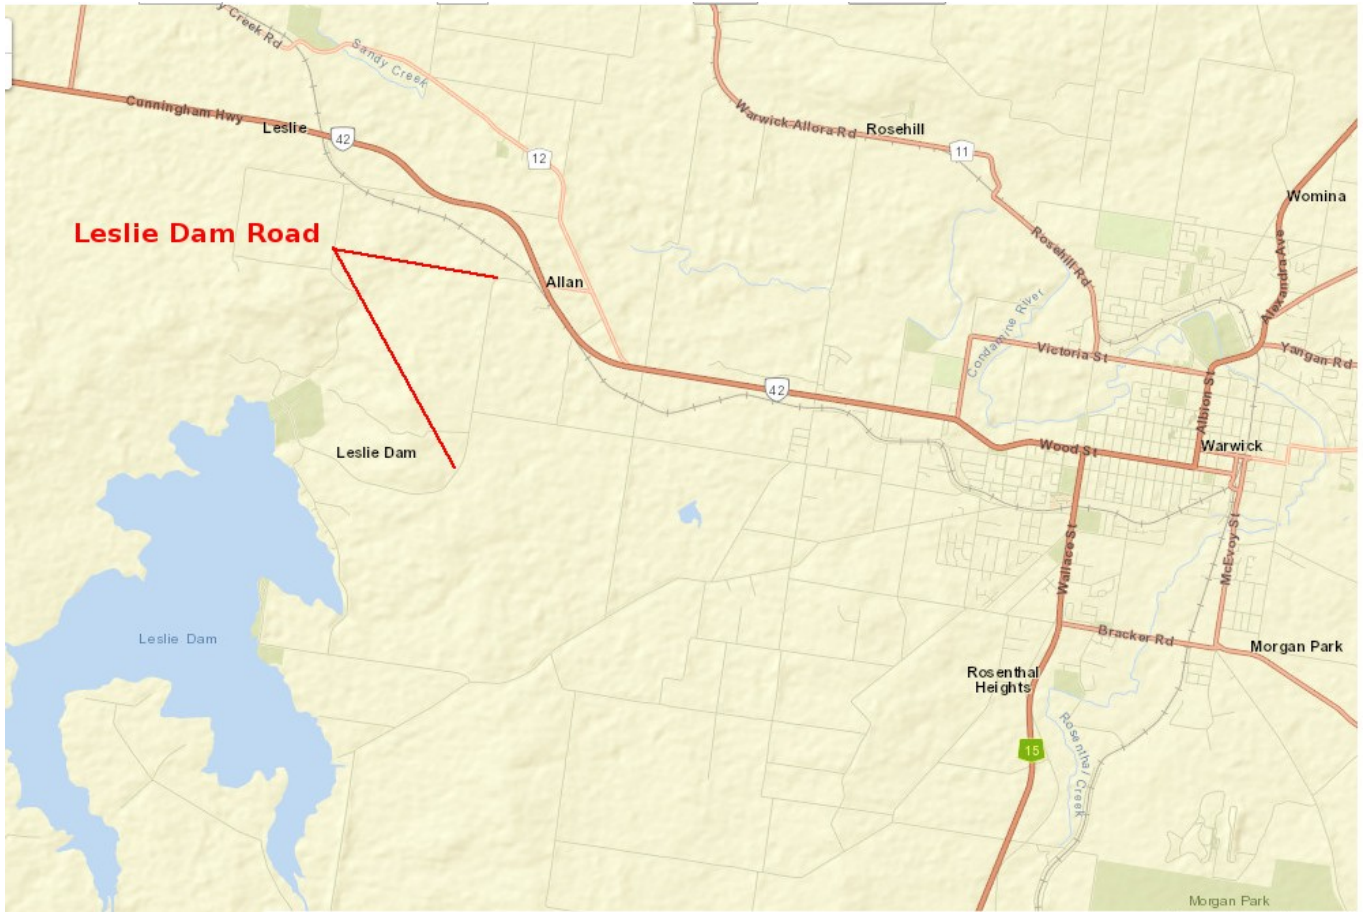 y Creek Rd
Sandy Creek
Cunningham Hwy
Leslie
42
12
Warwick Allora Rd
Rosehill
11
Womina
Leslie Dam Road
Rosehill Rd
Alexandra Ave
Allan
Condamine River
Victoria St
Yangan Rd
42
Albion St
Wood St
Warwick
Leslie Dam
Wallace St
McEvoy St
Leslie Dam
Bracker Rd
Morgan Park
Rosenthal
Heights
Rosenthal Creek
15
Morgan Park